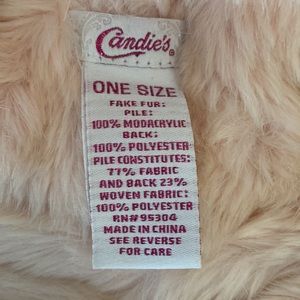 Candie's®
ONE SIZE
FAKE FUR:
PILE:
100% MODACRYLIC
BACK:
100% POLYESTER
PILE CONSTITUTES:
77% FABRIC
AND BACK 23%
WOVEN FABRIC:
100% POLYESTER
RN#95304
MADE IN CHINA
SEE REVERSE
FOR CARE